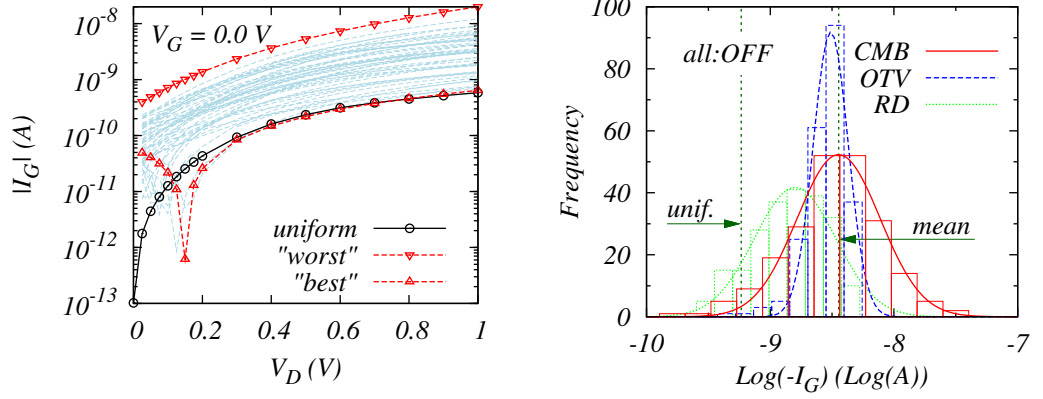 10^-8
10^-9
10^-10
10^-11
10^-12
10^-13
|I_G| (A)
V_G = 0.0 V
uniform
"worst"
"best"
0 0.2 0.4 0.6 0.8 1
V_D (V)
100
80
60
40
20
0
Frequency
all:OFF
CMB
OTV
RD
unif.
mean
-10 -9 -8 -7
Log(-I_G) (Log(A))